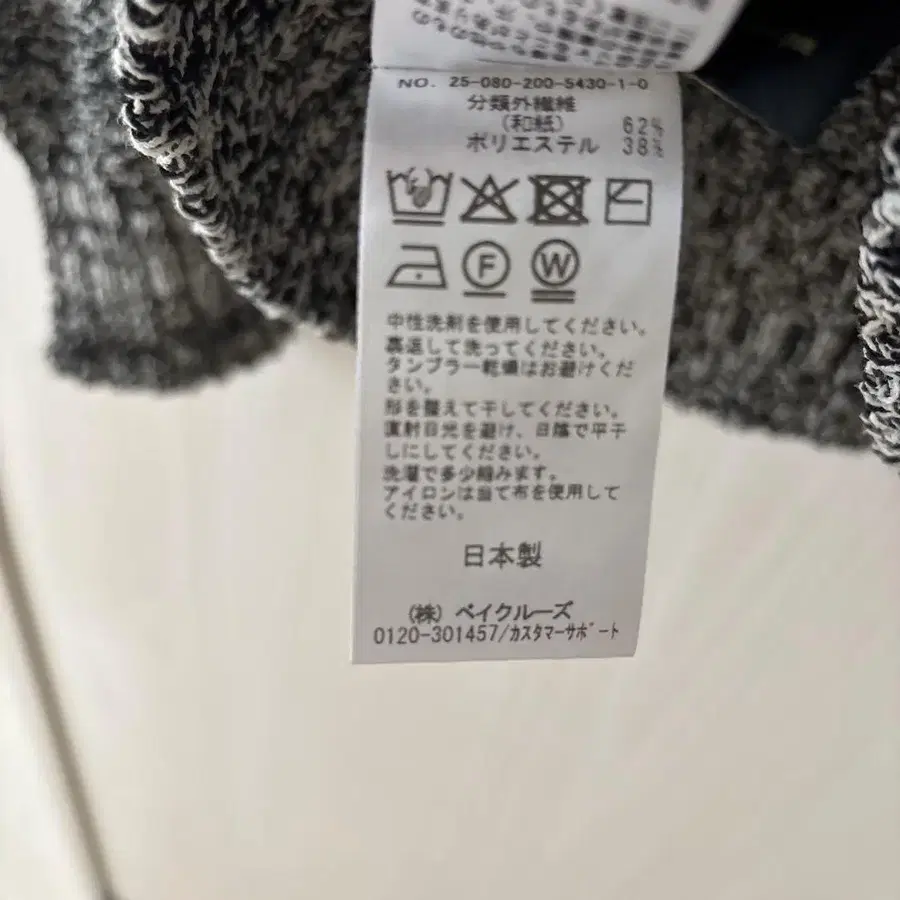 NO. 25-080-200-5430-1-0
分類外繊維
(和紙) 62%
ポリエステル 38%
F
W
中性洗剤を使用してください。
裏返して洗ってください。
タンブラー乾燥はお避けくだ
さい。
形を整えて干してください。
直射日光を避け、日陰で平干
しにしてください。
洗濯で多少縮みます。
アイロンは当て布を使用して
ください。
日本製
(株) ベイクルーズ
0120-301457/カスタマーサポート